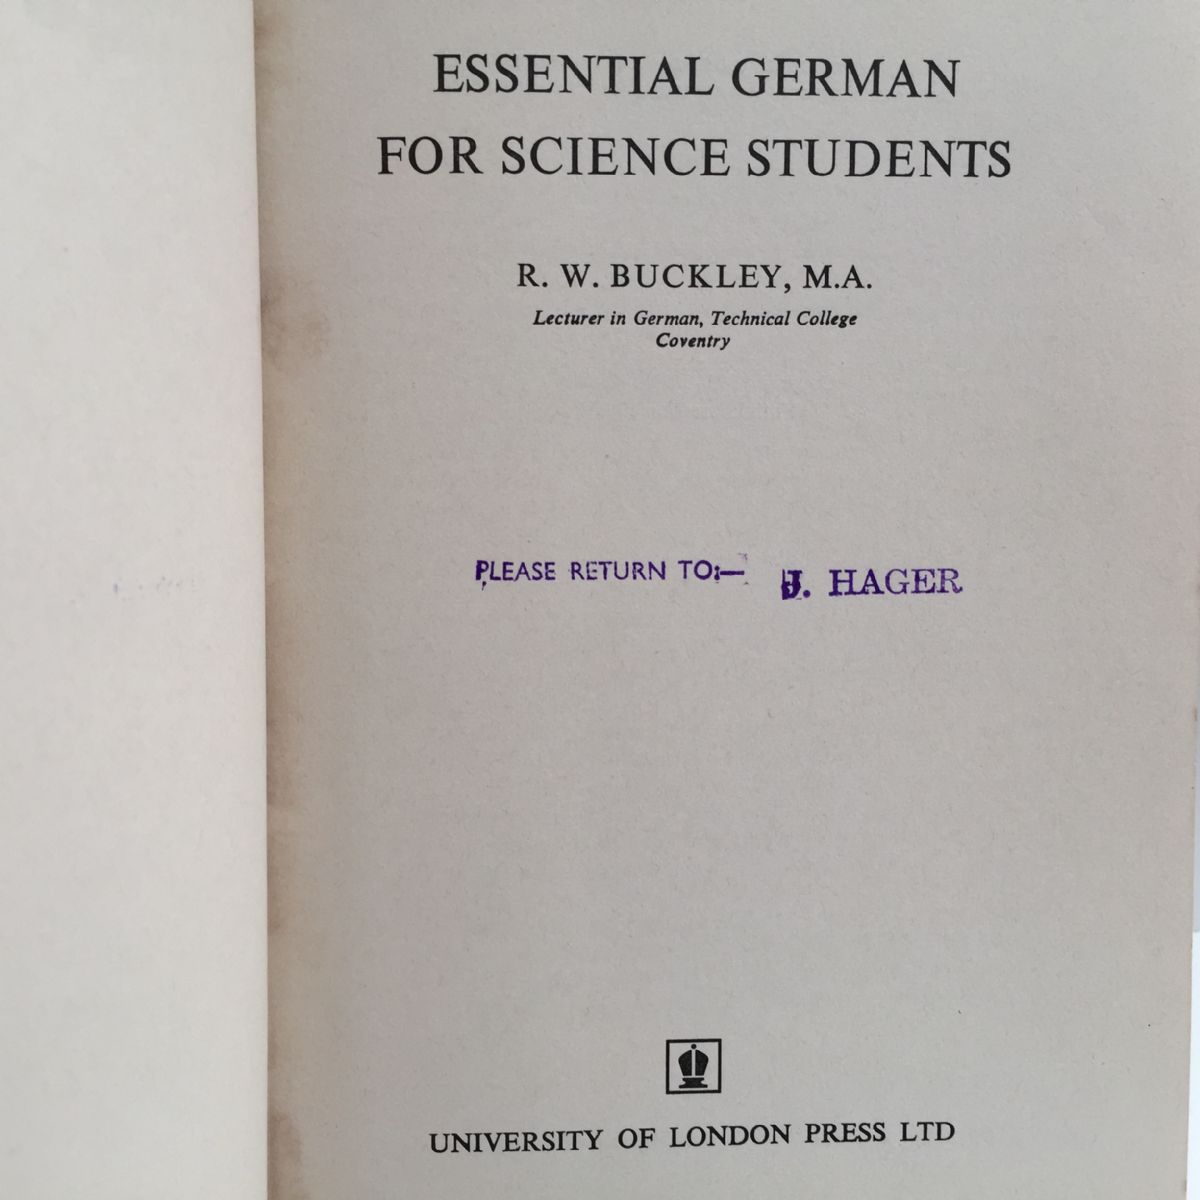 ESSENTIAL GERMAN
FOR SCIENCE STUDENTS
R. W. BUCKLEY, M.A.
Lecturer in German, Technical College
Coventry
PLEASE RETURN TO:— J. HAGER
UNIVERSITY OF LONDON PRESS LTD